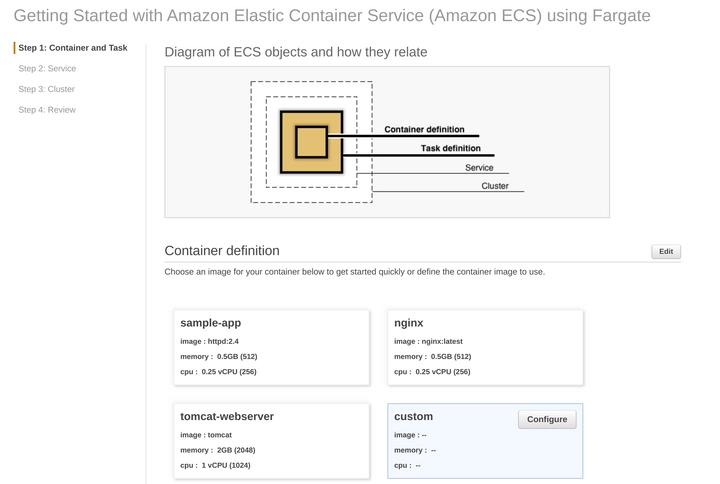 Getting Started with Amazon Elastic Container Service (Amazon ECS) using Fargate
Step 1: Container and Task
Step 2: Service
Step 3: Cluster
Step 4: Review
Diagram of ECS objects and how they relate
Container definition
Task definition
Service
Cluster
Container definition
Edit
Choose an image for your container below to get started quickly or define the container image to use.
sample-app
image : httpd:2.4
memory : 0.5GB (512)
cpu : 0.25 vCPU (256)
nginx
image : nginx:latest
memory : 0.5GB (512)
cpu : 0.25 vCPU (256)
tomcat-webserver
image : tomcat
memory : 2GB (2048)
cpu : 1 vCPU (1024)
custom
Configure
image : --
memory : --
cpu : --